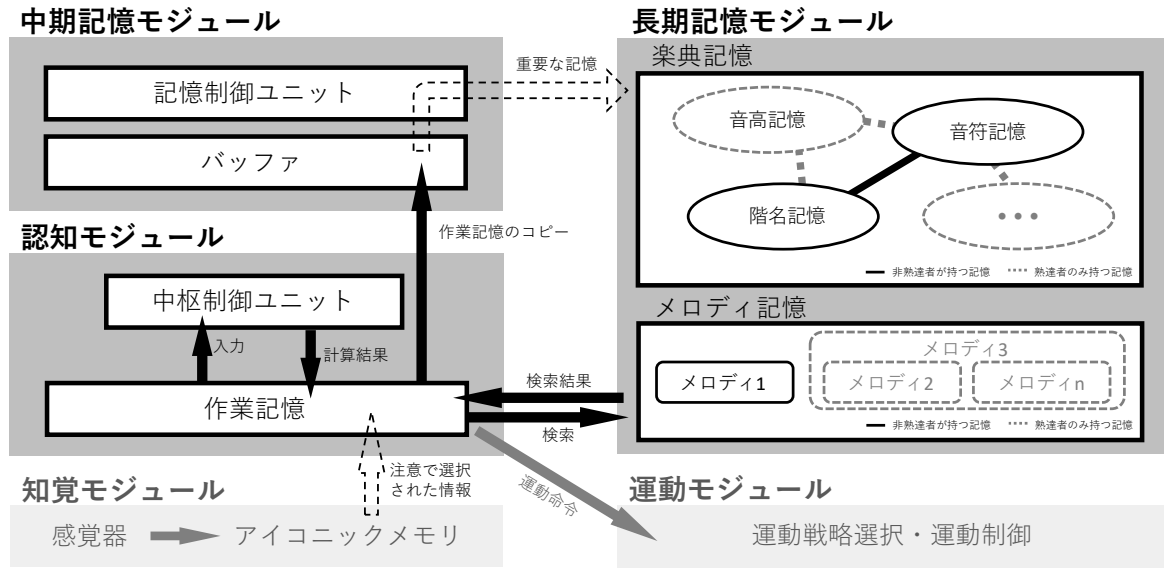 中期記憶モジュール
記憶制御ユニット
バッファ
重要な記憶
作業記憶のコピー
認知モジュール
中枢制御ユニット
入力
計算結果
作業記憶
検索結果
検索
注意で選択
された情報
運動命令
知覚モジュール
感覚器
アイコニックメモリ
長期記憶モジュール
楽典記憶
音高記憶
音符記憶
階名記憶
•••
非熟達者が持つ記憶
熟達者のみ持つ記憶
メロディ記憶
メロディ1
メロディ3
メロディ2
メロディn
非熟達者が持つ記憶
熟達者のみ持つ記憶
運動モジュール
運動戦略選択・運動制御